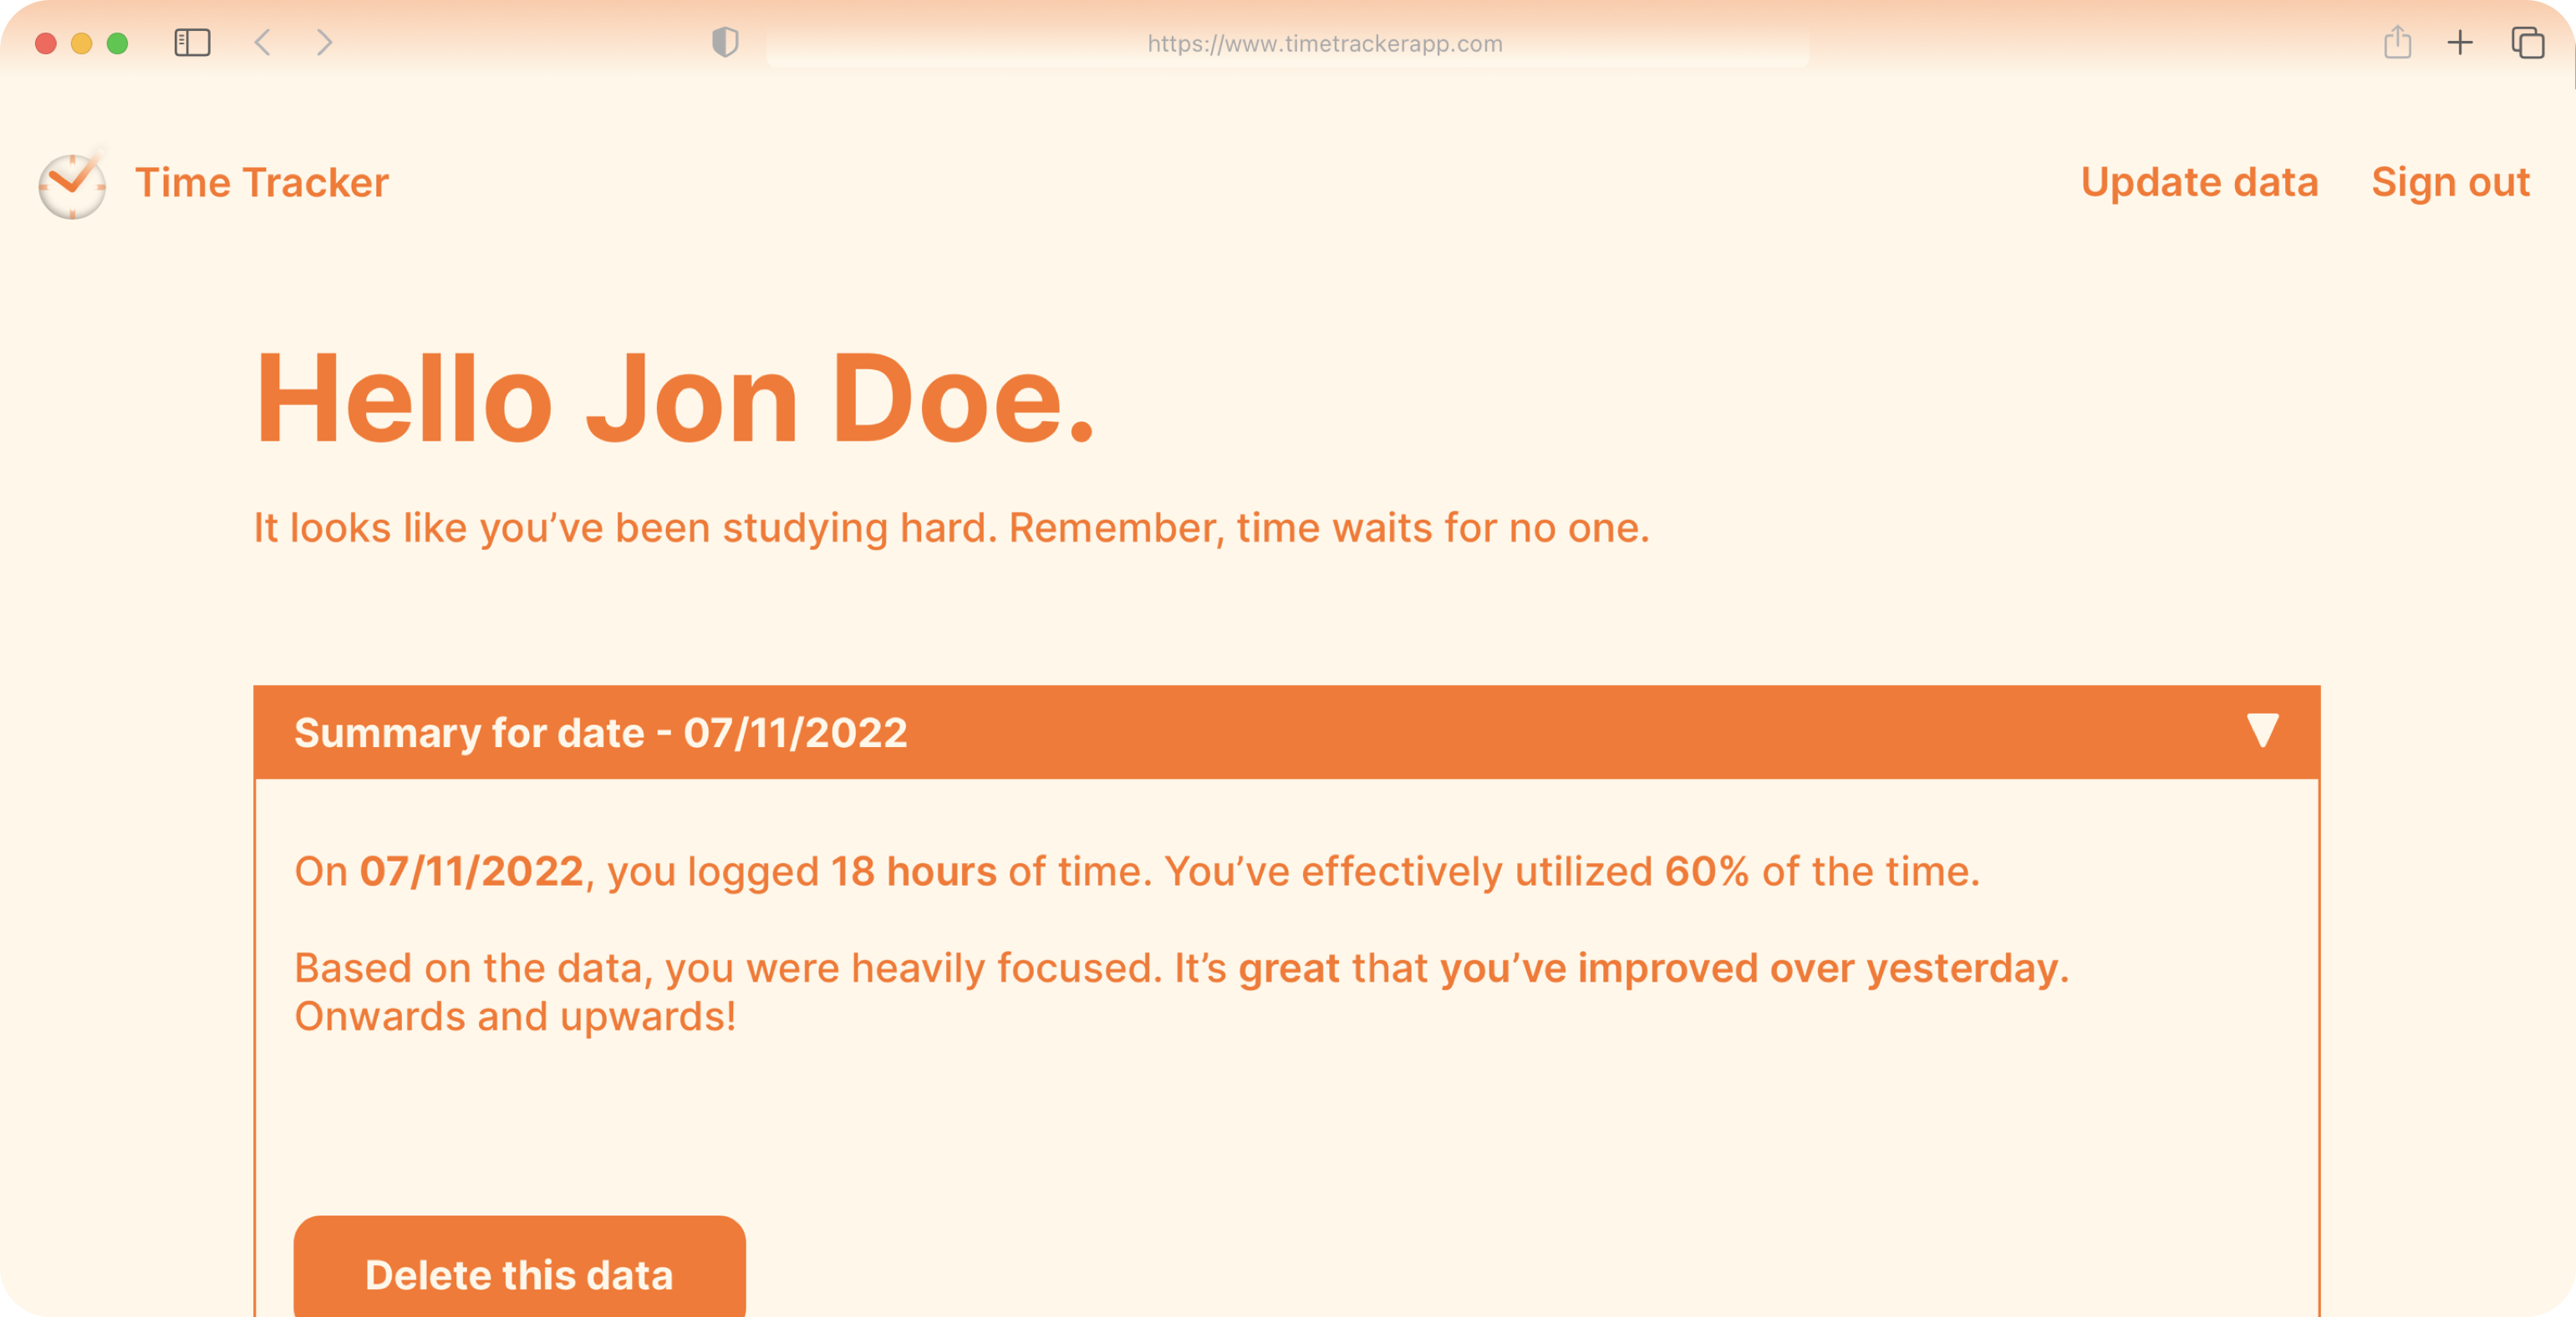 https://www.timetrackerapp.com
Time Tracker
Update data
Sign out
Hello Jon Doe.
It looks like you’ve been studying hard. Remember, time waits for no one.
Summary for date - 07/11/2022
On 07/11/2022, you logged 18 hours of time. You’ve effectively utilized 60% of the time.
Based on the data, you were heavily focused. It’s great that you’ve improved over yesterday.
Onwards and upwards!
Delete this data